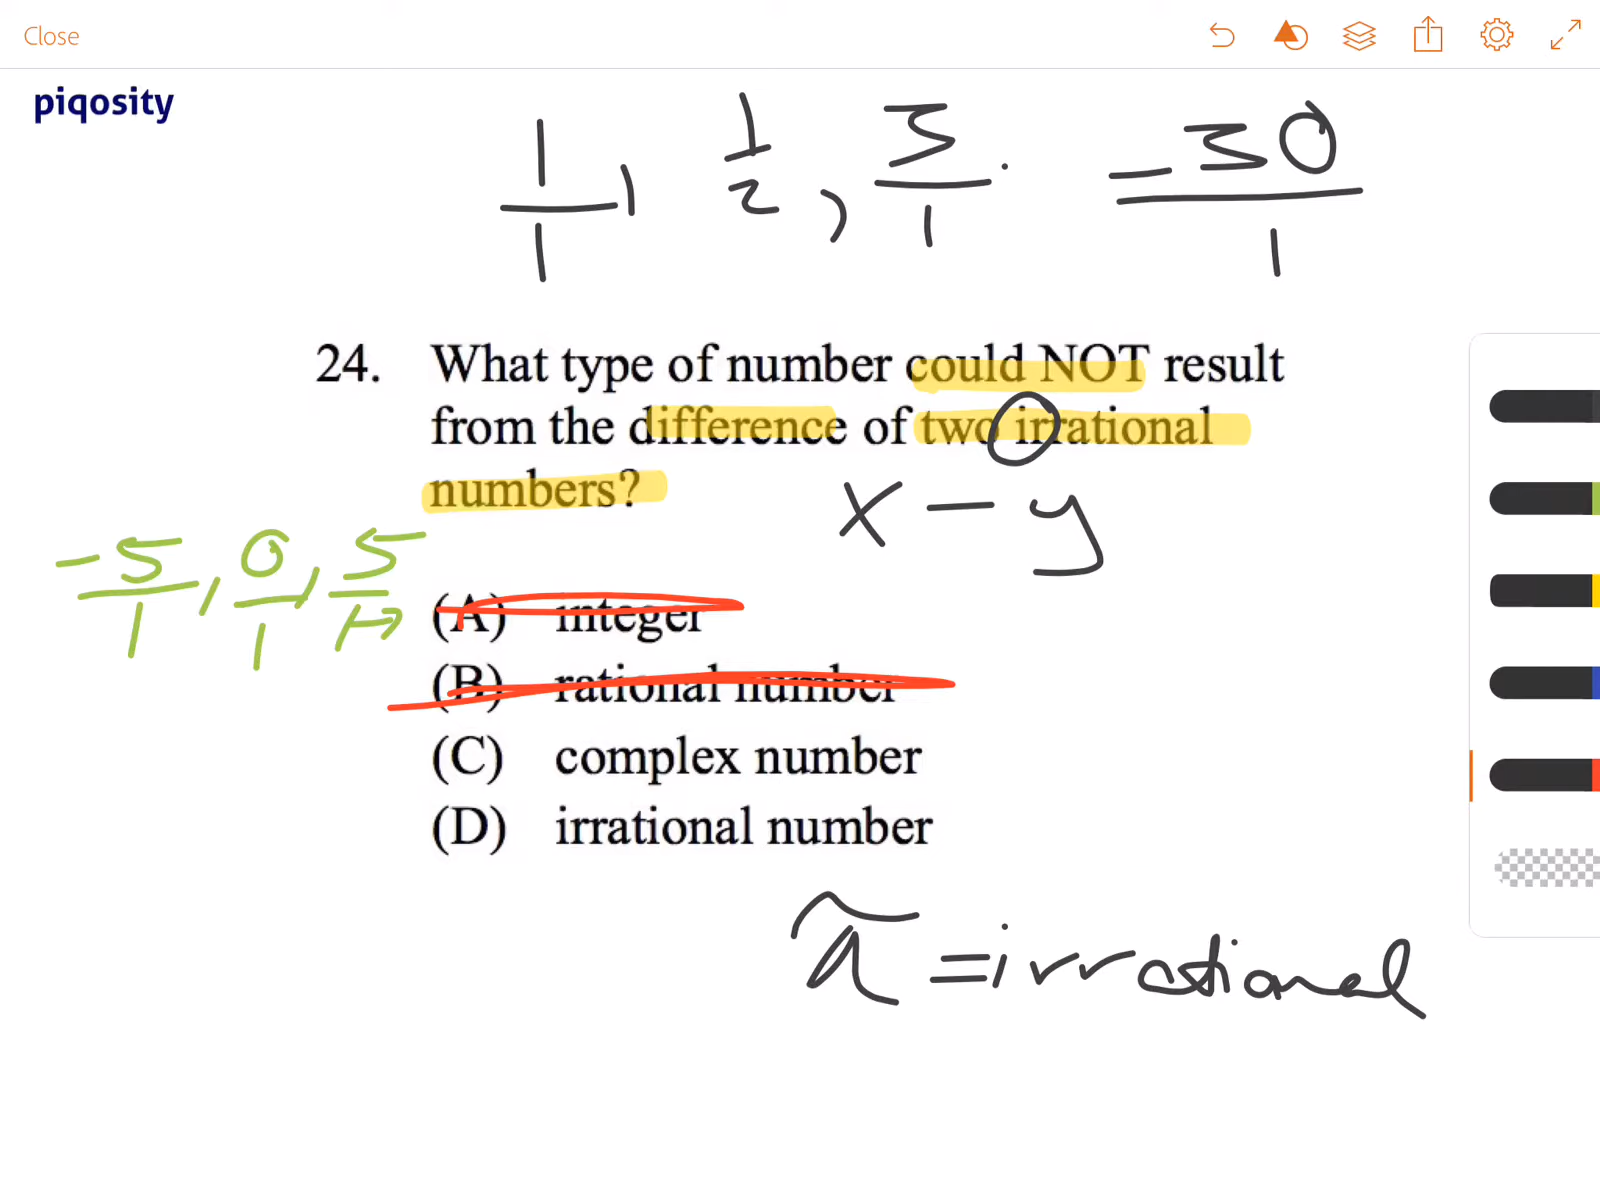 Close
piqosity
1/1, 1/2, 3/1. -30/1
24. What type of number could NOT result
from the difference of two irrational
numbers?
x - y
-5/1, 0/1, 5/1
(A) integer
(B) rational number
(C) complex number
(D) irrational number
π = irrational